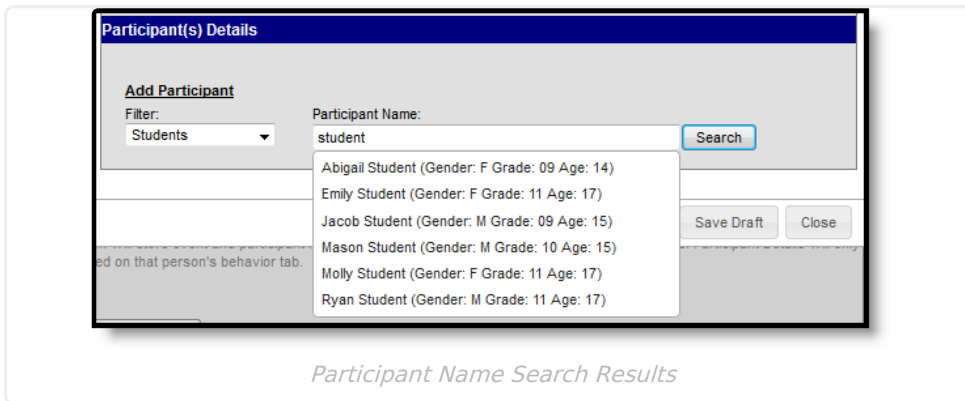 Participant(s) Details
Add Participant
Filter:
Participant Name:
Students
student
Search
Abigail Student (Gender: F Grade: 09 Age: 14)
Emily Student (Gender: F Grade: 11 Age: 17)
Jacob Student (Gender: M Grade: 09 Age: 15)
Mason Student (Gender: M Grade: 10 Age: 15)
Molly Student (Gender: F Grade: 11 Age: 17)
Ryan Student (Gender: M Grade: 11 Age: 17)
Save Draft
Close
ed on that person's behavior tab.
Participant Name Search Results